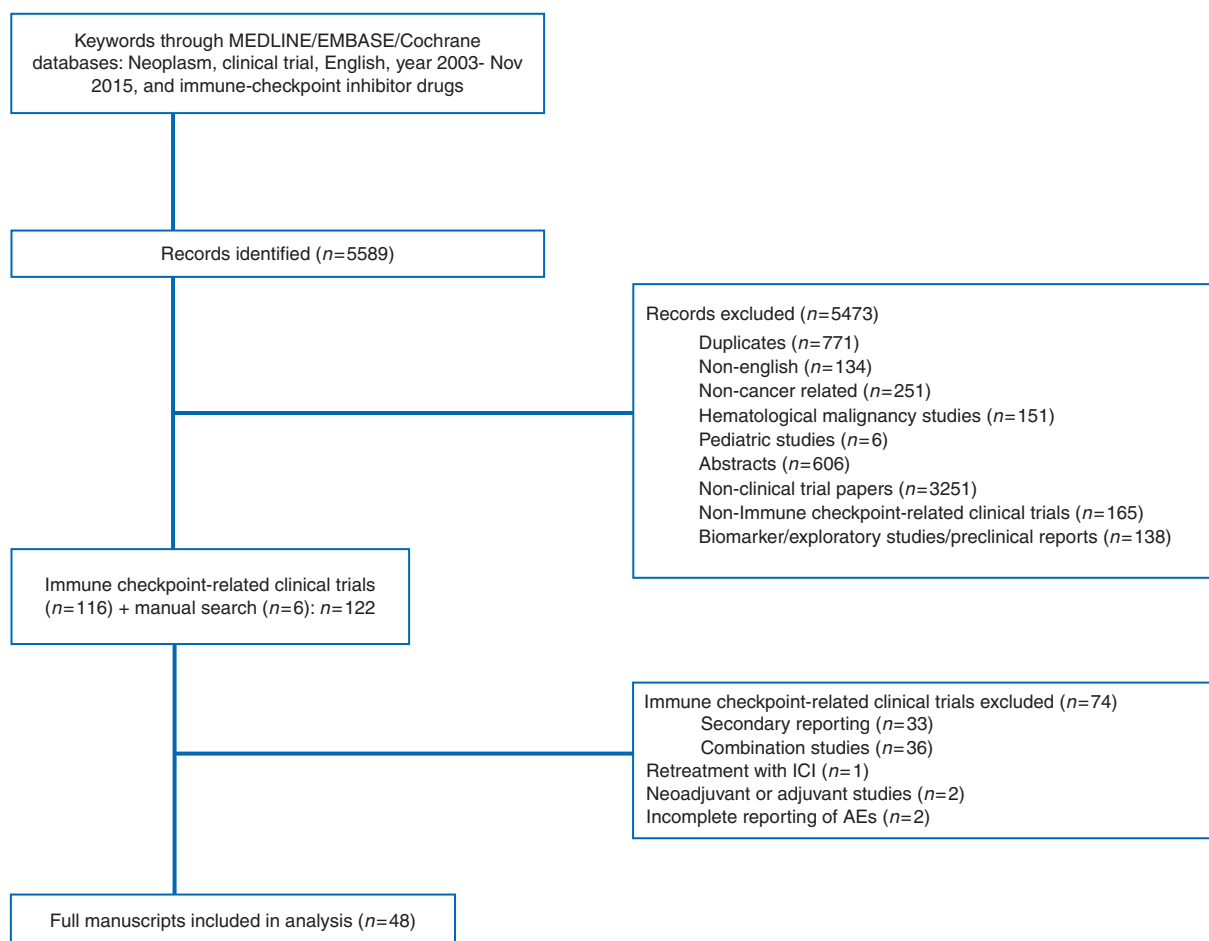 Keywords through MEDLINE/EMBASE/Cochrane
databases: Neoplasm, clinical trial, English, year 2003- Nov
2015, and immune-checkpoint inhibitor drugs
Records identified (n=5589)
Records excluded (n=5473)
Duplicates (n=771)
Non-english (n=134)
Non-cancer related (n=251)
Hematological malignancy studies (n=151)
Pediatric studies (n=6)
Abstracts (n=606)
Non-clinical trial papers (n=3251)
Non-Immune checkpoint-related clinical trials (n=165)
Biomarker/exploratory studies/preclinical reports (n=138)
Immune checkpoint-related clinical trials
(n=116) + manual search (n=6): n=122
Immune checkpoint-related clinical trials excluded (n=74)
Secondary reporting (n=33)
Combination studies (n=36)
Retreatment with ICI (n=1)
Neoadjuvant or adjuvant studies (n=2)
Incomplete reporting of AEs (n=2)
Full manuscripts included in analysis (n=48)